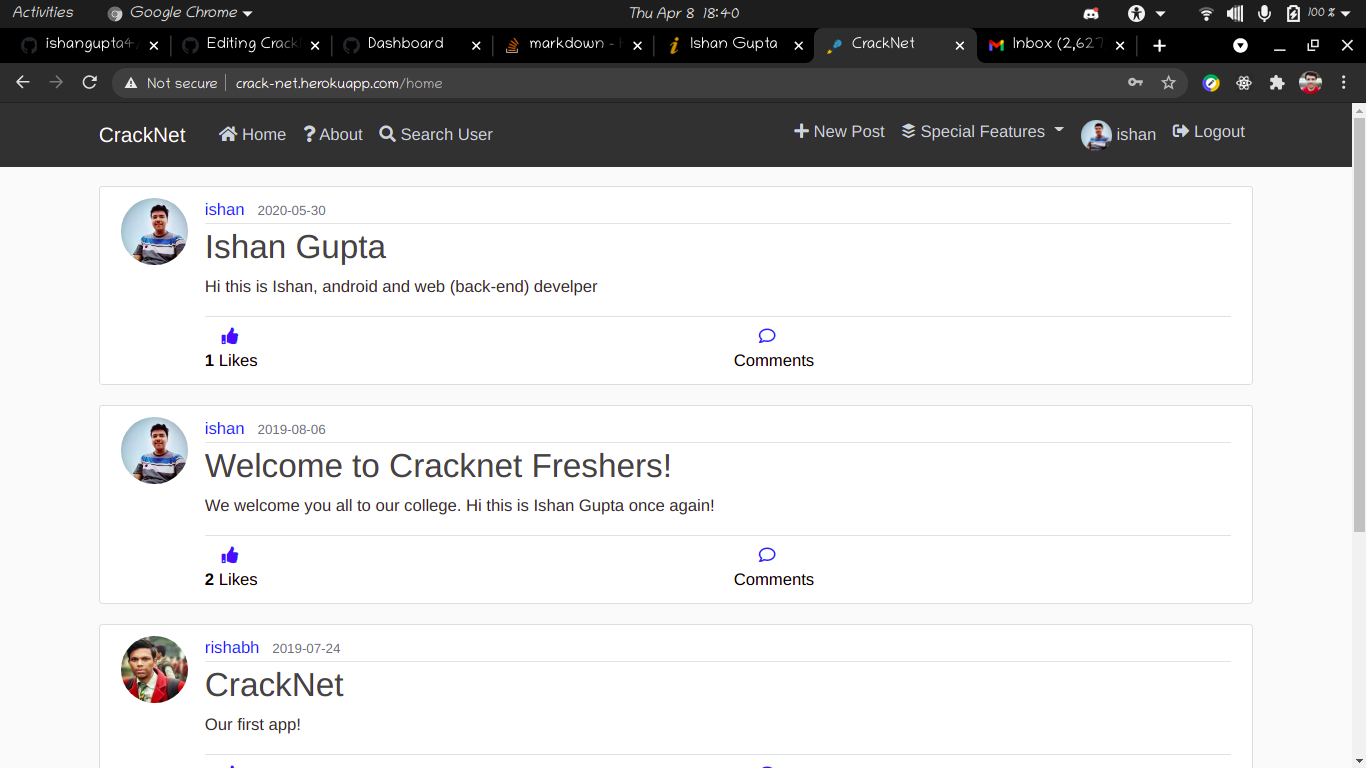 Activities Google Chrome Thu Apr 8 18:40 100 %
ishangupta4 Editing Crack Dashboard markdown - Ishan Gupta CrackNet Inbox (2,627
Not secure crack-net.herokuapp.com/home
CrackNet Home About Search User New Post Special Features ishan Logout
ishan 2020-05-30
Ishan Gupta
Hi this is Ishan, android and web (back-end) develper
1 Likes Comments
ishan 2019-08-06
Welcome to Cracknet Freshers!
We welcome you all to our college. Hi this is Ishan Gupta once again!
2 Likes Comments
rishabh 2019-07-24
CrackNet
Our first app!